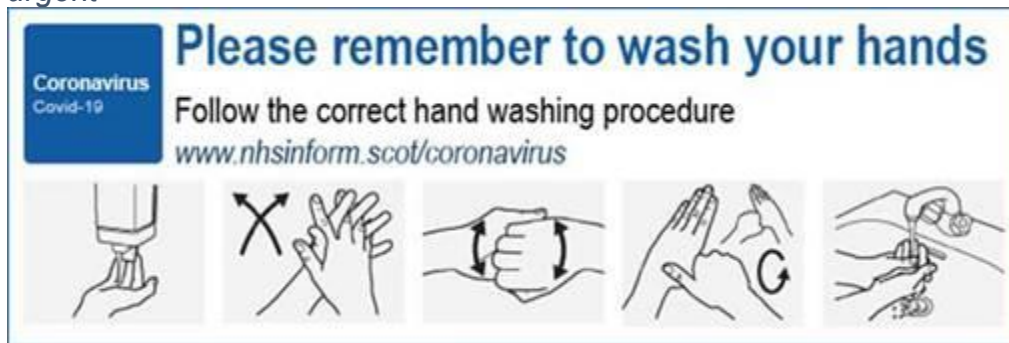 urgent
Please remember to wash your hands
Coronavirus
Covid-19
Follow the correct hand washing procedure
www.nhsinform.scot/coronavirus